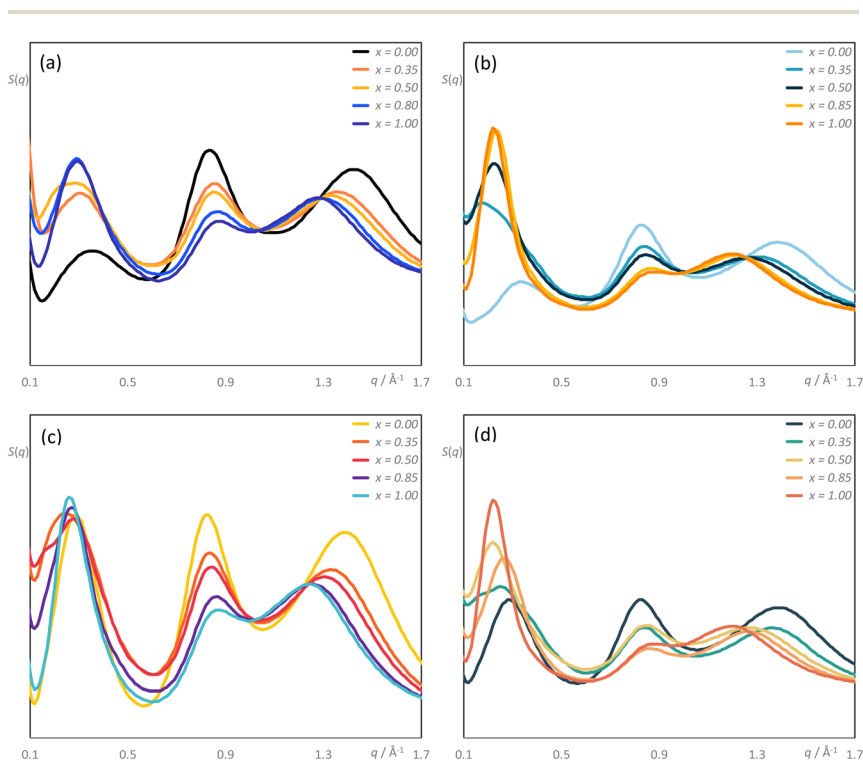 (a)
S(q)
x = 0.00
x = 0.35
x = 0.50
x = 0.80
x = 1.00
0.1 0.5 0.9 1.3 q / Å-1 1.7
(b)
S(q)
x = 0.00
x = 0.35
x = 0.50
x = 0.85
x = 1.00
0.1 0.5 0.9 1.3 q / Å-1 1.7
(c)
S(q)
x = 0.00
x = 0.35
x = 0.50
x = 0.85
x = 1.00
0.1 0.5 0.9 1.3 q / Å-1 1.7
(d)
S(q)
x = 0.00
x = 0.35
x = 0.50
x = 0.85
x = 1.00
0.1 0.5 0.9 1.3 q / Å-1 1.7